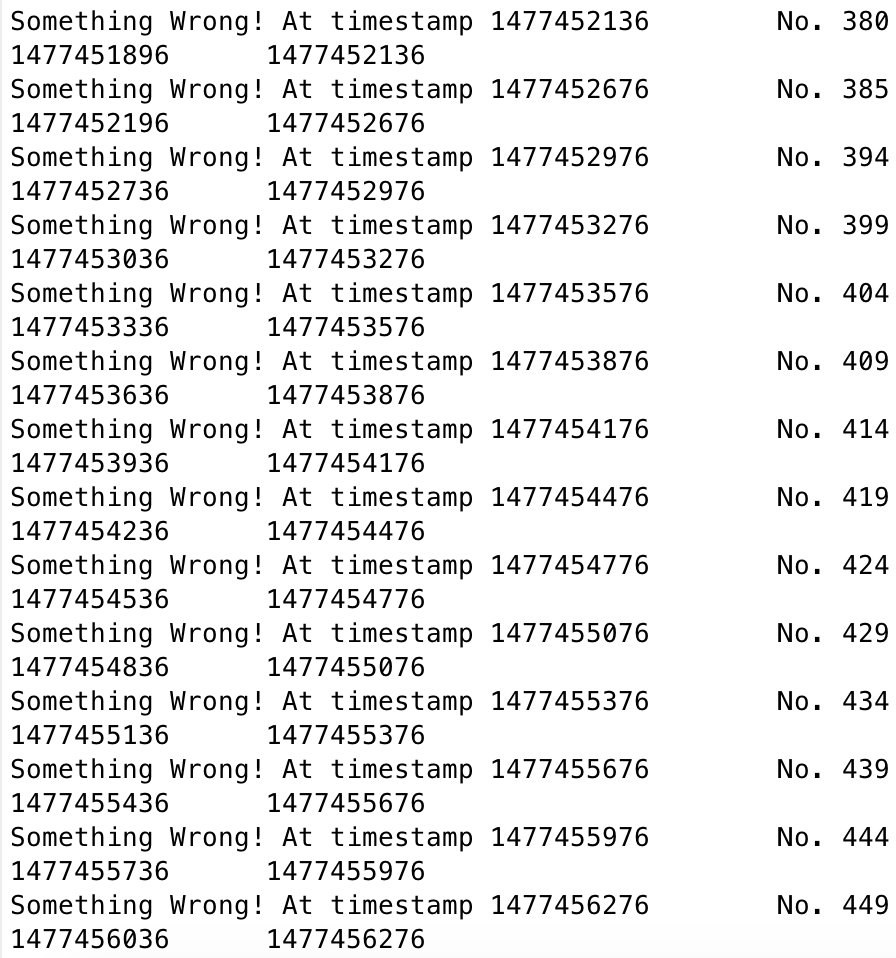 Something Wrong! At timestamp 1477452136 No. 380
1477451896 1477452136
Something Wrong! At timestamp 1477452676 No. 385
1477452196 1477452676
Something Wrong! At timestamp 1477452976 No. 394
1477452736 1477452976
Something Wrong! At timestamp 1477453276 No. 399
1477453036 1477453276
Something Wrong! At timestamp 1477453576 No. 404
1477453336 1477453576
Something Wrong! At timestamp 1477453876 No. 409
1477453636 1477453876
Something Wrong! At timestamp 1477454176 No. 414
1477453936 1477454176
Something Wrong! At timestamp 1477454476 No. 419
1477454236 1477454476
Something Wrong! At timestamp 1477454776 No. 424
1477454536 1477454776
Something Wrong! At timestamp 1477455076 No. 429
1477454836 1477455076
Something Wrong! At timestamp 1477455376 No. 434
1477455136 1477455376
Something Wrong! At timestamp 1477455676 No. 439
1477455436 1477455676
Something Wrong! At timestamp 1477455976 No. 444
1477455736 1477455976
Something Wrong! At timestamp 1477456276 No. 449
1477456036 1477456276